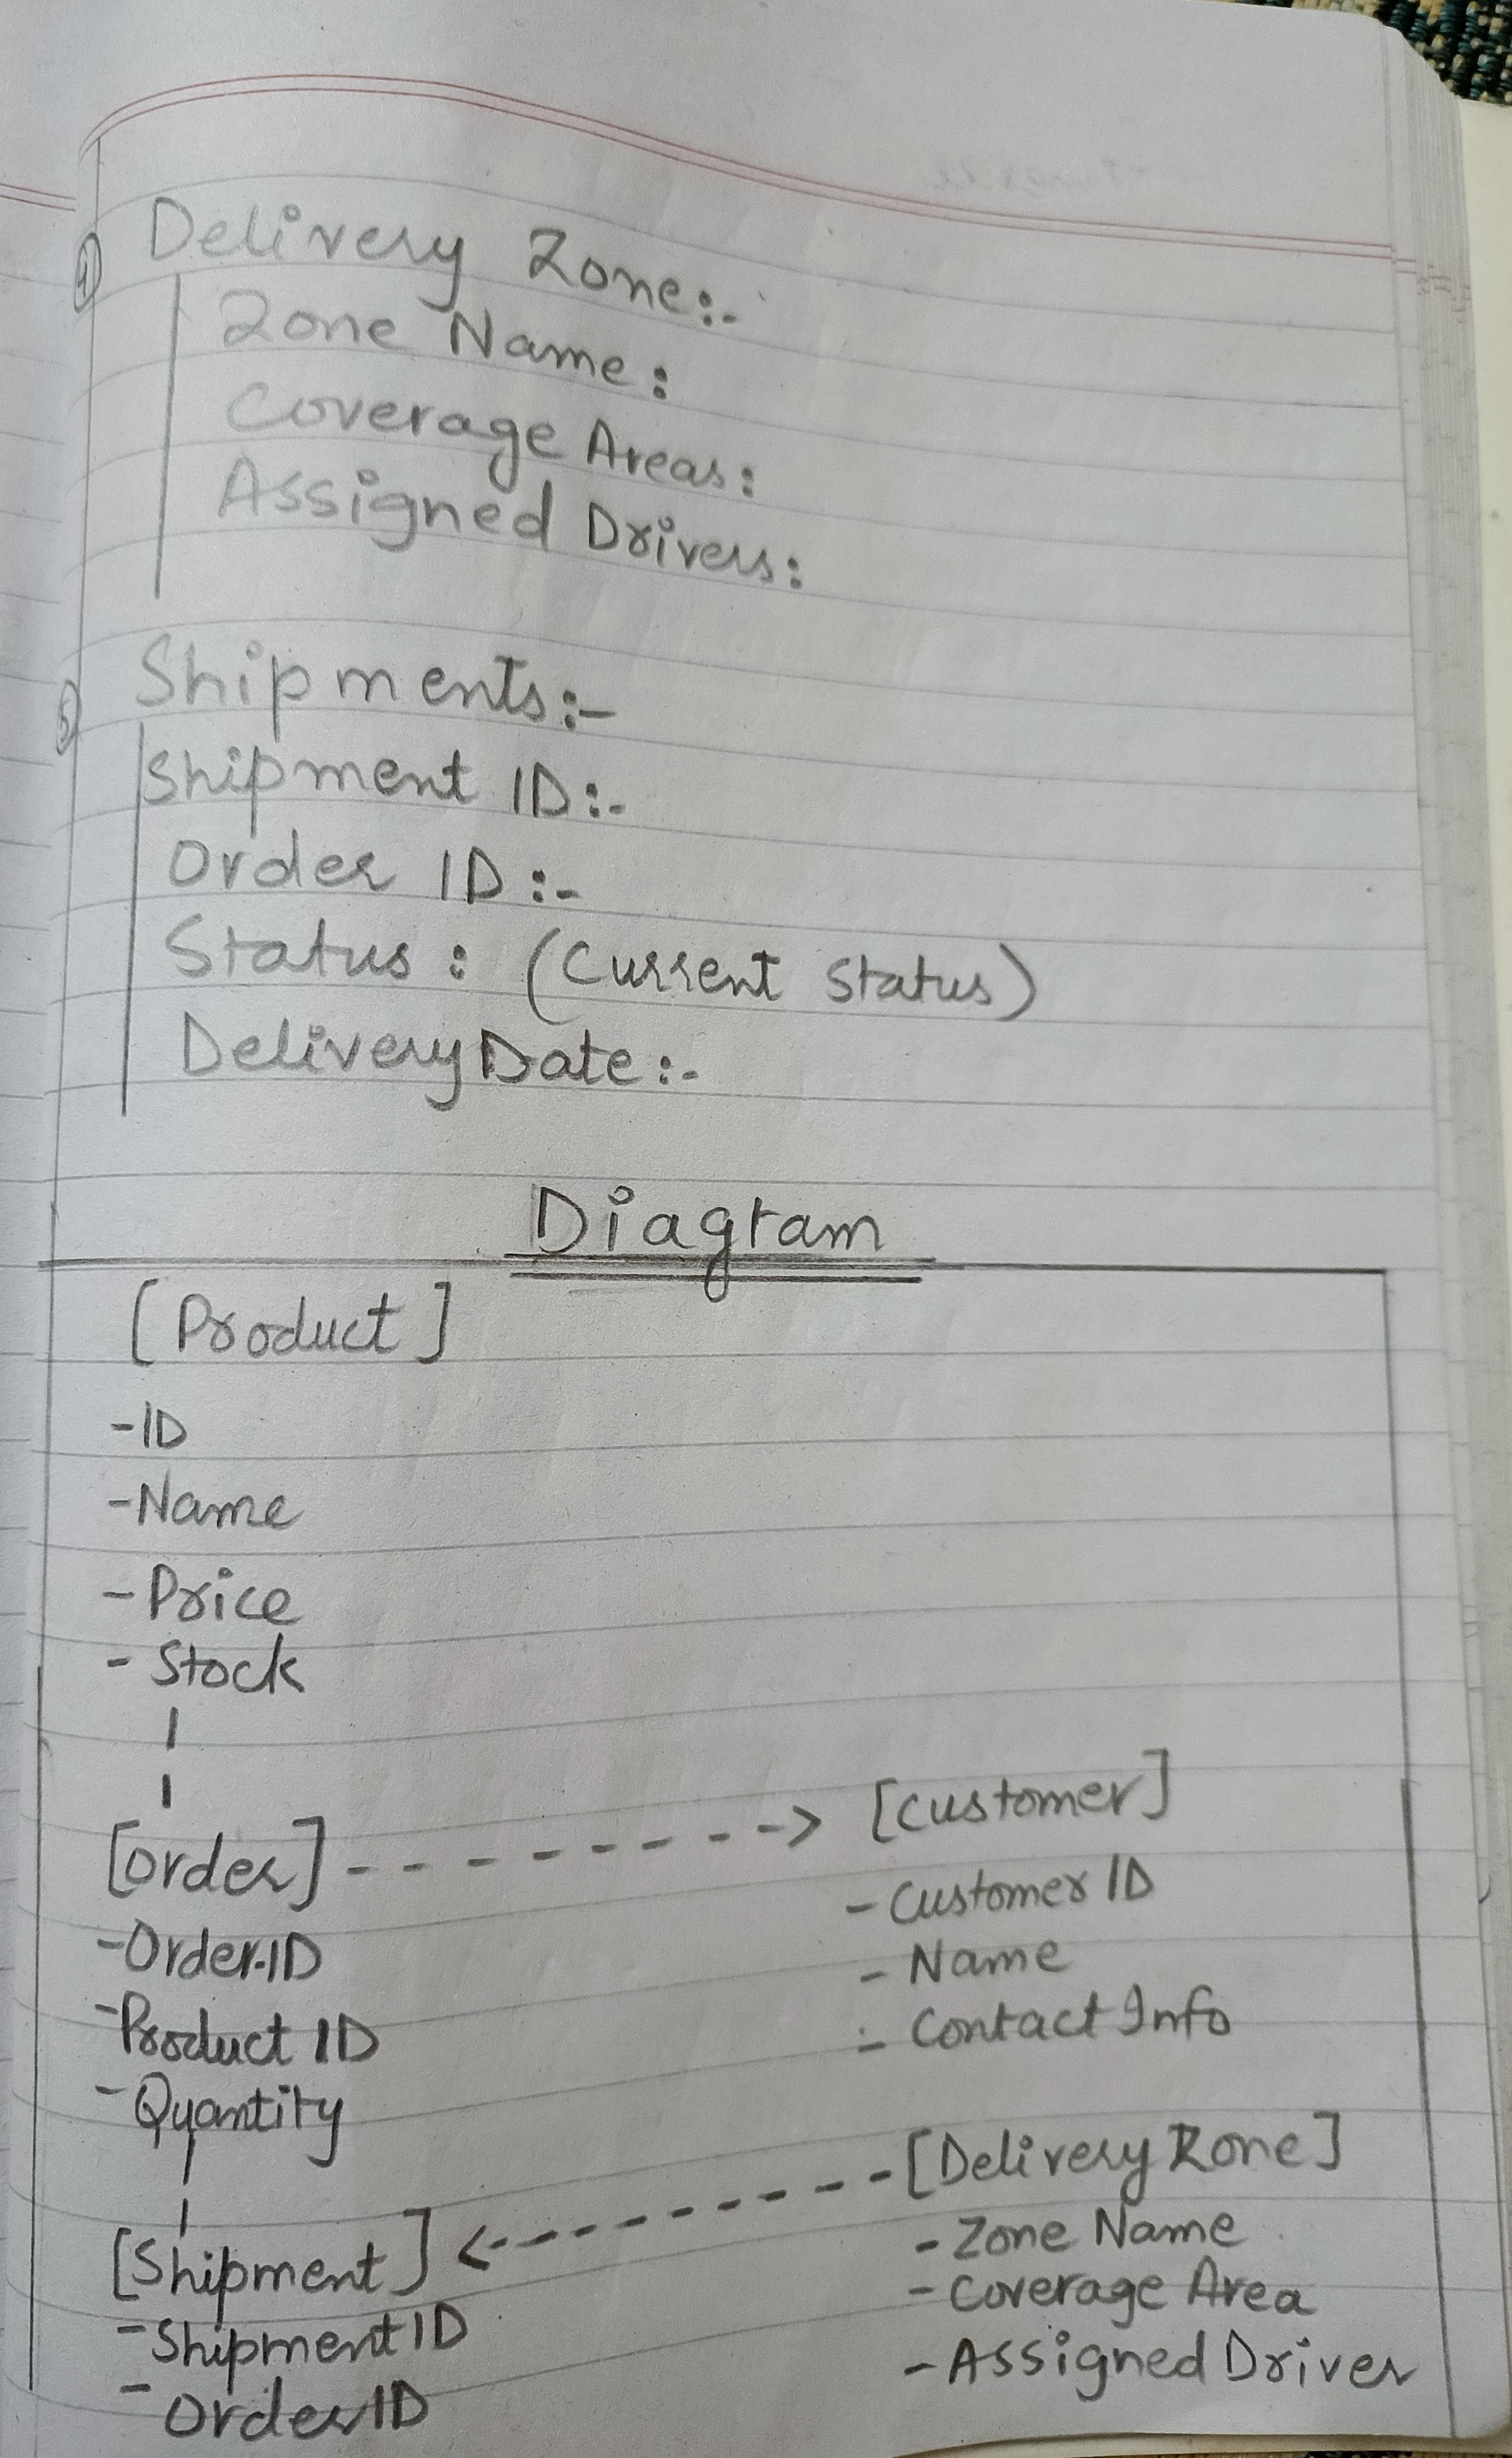 ④ Delivery Zone:-
Zone Name:
Coverage Areas:
Assigned Drivers:
⑤ Shipments:-
Shipment ID:-
Order ID:-
Status: (Current Status)
Delivery Date:-
Diagram
[Product]
-ID
-Name
-Price
-Stock
[Order] --------> [Customer]
-Order-ID
-Product ID
-Quantity
-Customer ID
-Name
-Contact Info
[Shipment] <-------- [Delivery Zone]
-Shipment ID
-Order ID
-Zone Name
-Coverage Area
-Assigned Driver